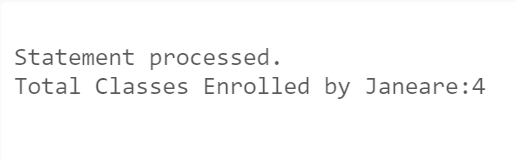 Statement processed.
Total Classes Enrolled by Janeare:4